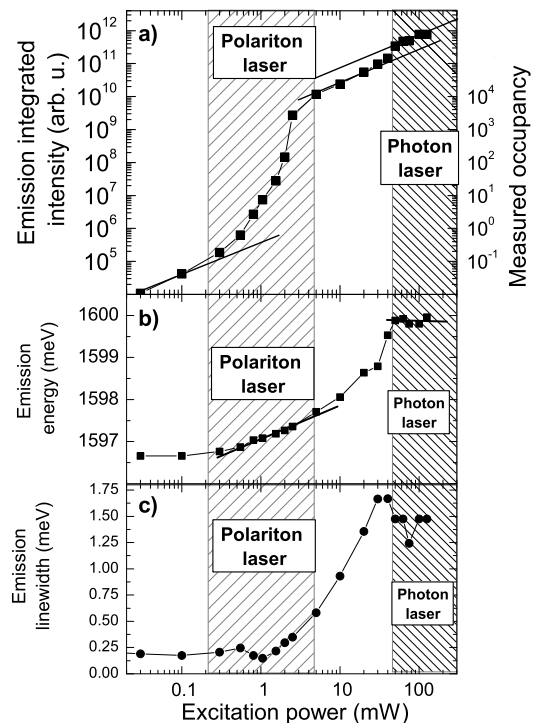 a)
Emission integrated
intensity (arb. u.)
10^12
10^11
10^10
10^9
10^8
10^7
10^6
10^5
Polariton
laser
Photon
laser
10^4
10^3
10^2
10^1
10^0
10^-1
Measured occupancy
b)
Emission
energy (meV)
1600
1599
1598
1597
Polariton
laser
Photon
laser
c)
Emission
linewidth (meV)
1.75
1.50
1.25
1.00
0.75
0.50
0.25
0.00
Polariton
laser
Photon
laser
0.1 1 10 100
Excitation power (mW)